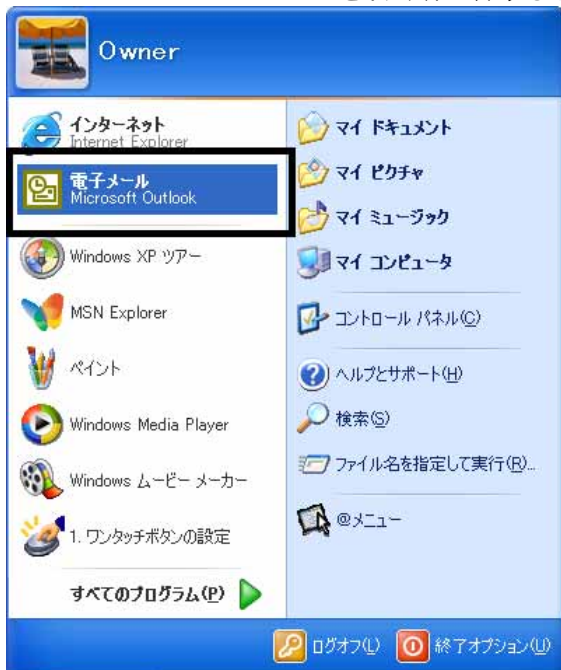 Owner
インターネット
Internet Explorer
電子メール
Microsoft Outlook
Windows XP ツアー
MSN Explorer
ペイント
Windows Media Player
Windows ムービー メーカー
1. ワンタッチボタンの設定
すべてのプログラム(P)
マイ ドキュメント
マイ ピクチャ
マイ ミュージック
マイ コンピュータ
コントロール パネル(C)
ヘルプとサポート(H)
検索(S)
ファイル名を指定して実行(R)...
@メニュー
ログオフ(L)
終了オプション(U)